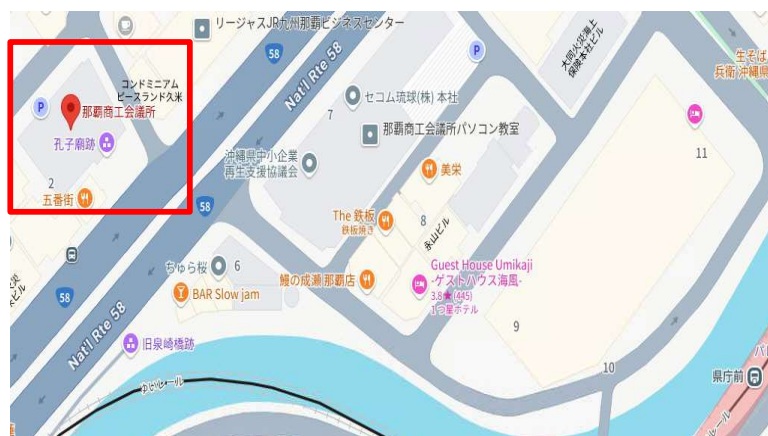 リージャスJR九州那覇ビジネスセンター
58
Nat'l Rte 58
コンドミニアム
ピースランド久米
P
那覇商工会議所
孔子廟跡
2
五番街
58
セコム琉球(株) 本社
7
那覇商工会議所パソコン教室
沖縄県中小企業
再生支援協議会
P
大同火災海上
保険本社ビル
生そば
兵衛 沖縄県
11
美栄
The 鉄板
鉄板焼き
8
永山ビル
ちゅら桜
6
BAR Slow jam
鰻の成瀬 那覇店
Guest House Umikaji
-ゲストハウス海風-
3.8★ (445)
1 つ星ホテル
58
Nat'l Rte 58
旧泉崎橋跡
9
10
県庁前
ゆいレール